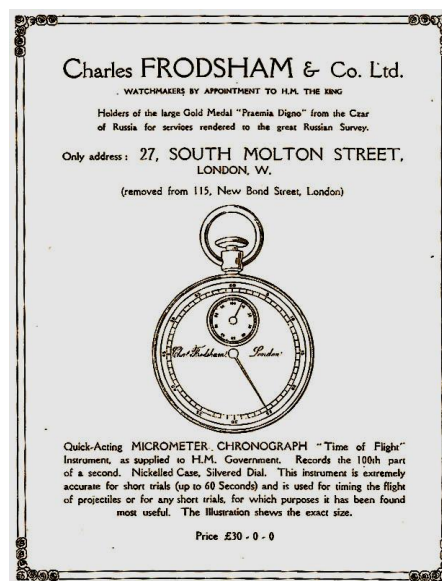 Charles FRODSHAM & Co. Ltd.
WATCHMAKERS BY APPOINTMENT TO H.M. THE KING
Holders of the large Gold Medal "Praemia Digno" from the Czar
of Russia for services rendered to the great Russian Survey.
Only address: 27, SOUTH MOLTON STREET,
LONDON, W.
(removed from 115, New Bond Street, London)
Chas. Frodsham London
Quick-Acting MICROMETER CHRONOGRAPH "Time of Flight"
Instrument, as supplied to H.M. Government. Records the 100th part
of a second. Nickelled Case, Silvered Dial. This instrument is extremely
accurate for short trials (up to 60 Seconds) and is used for timing the flight
of projectiles or for any short trials, for which purposes it has been found
most useful. The Illustration shews the exact size.
Price £30 - 0 - 0